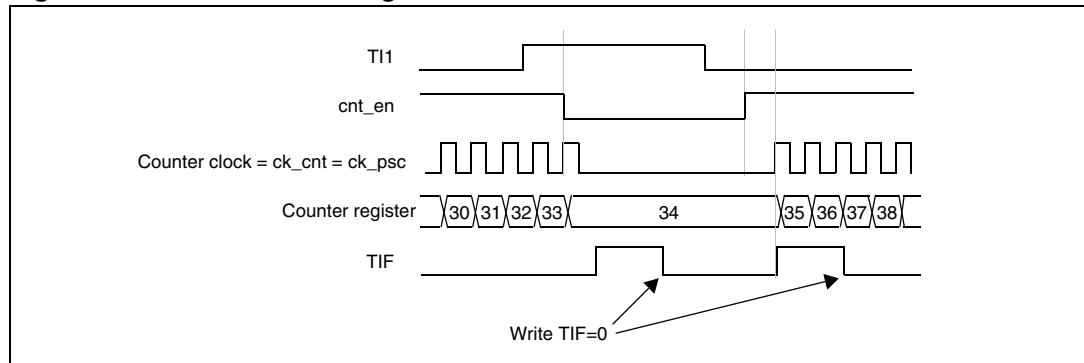 TI1
cnt_en
Counter clock = ck_cnt = ck_psc
Counter register 30 31 32 33 34 35 36 37 38
TIF
Write TIF=0